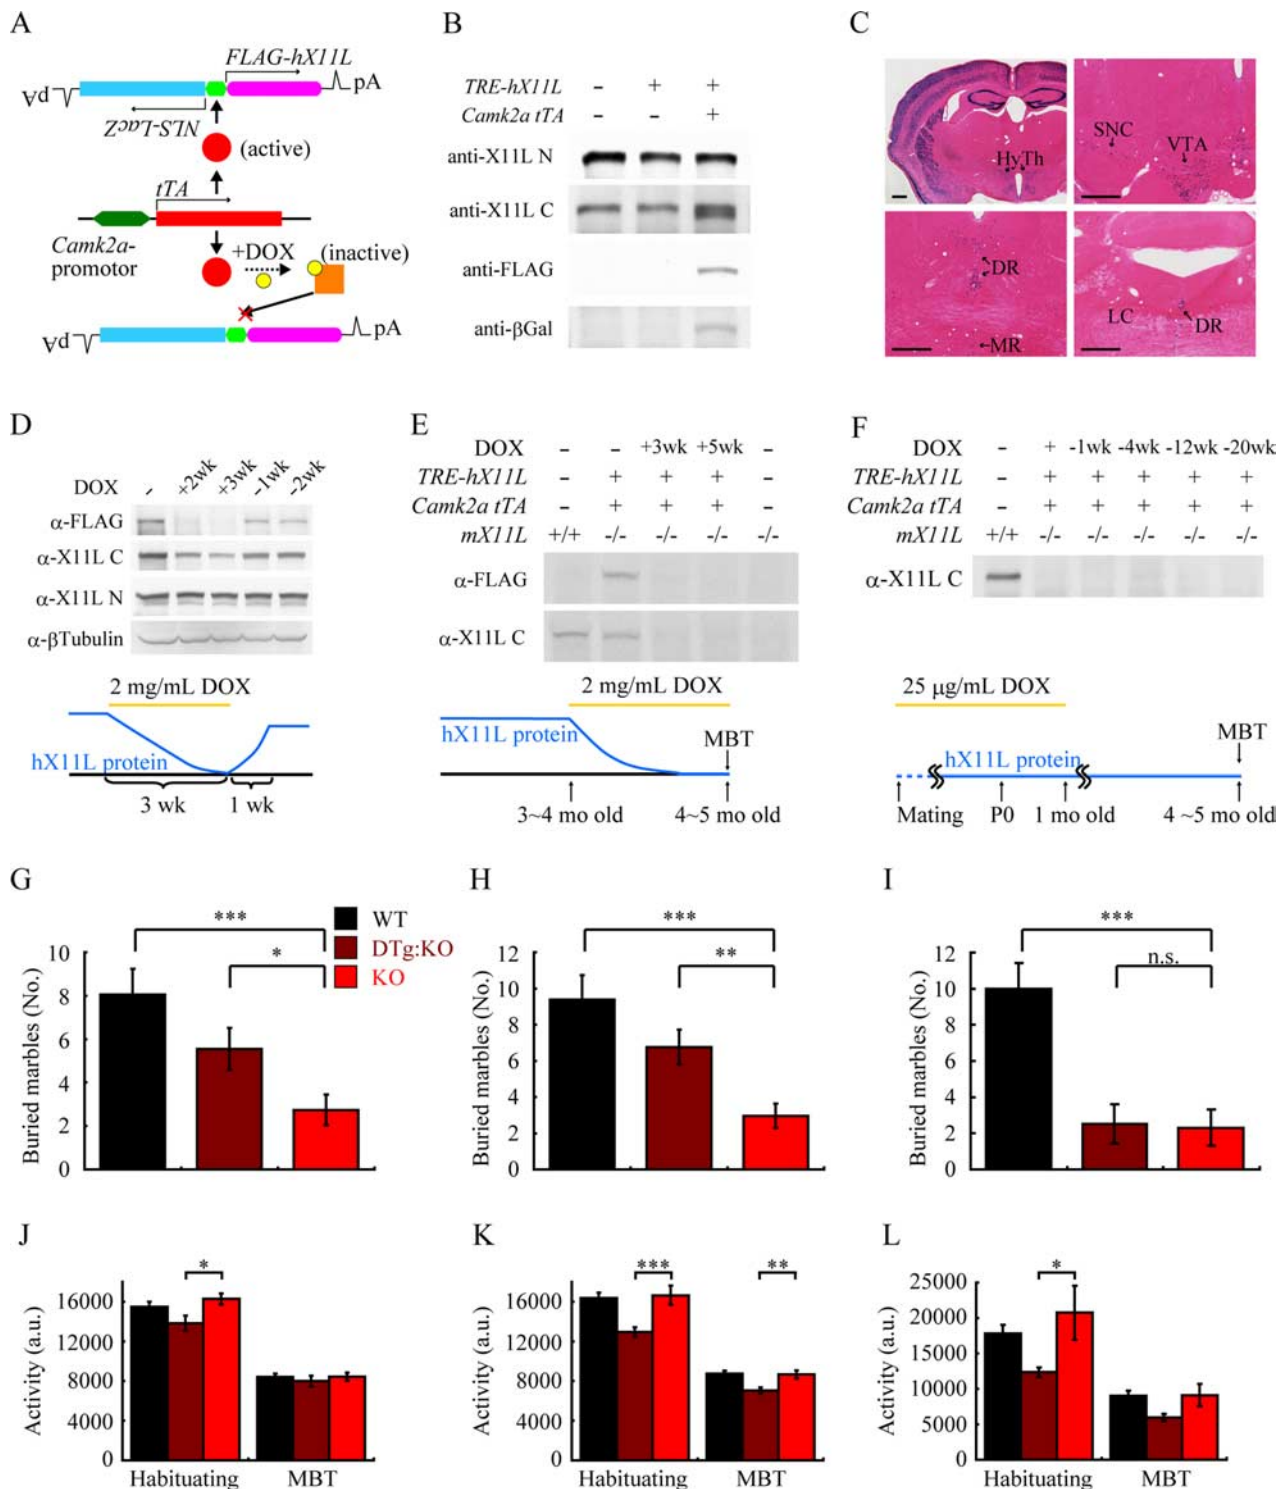 A
FLAG-hX11L
pA
pA
NLS-LacZ
(active)
tTA
Camk2a-
promotor
+DOX
(inactive)
pA
pA
B
TRE-hX11L - + +
Camk2a tTA - - +
anti-X11L N
anti-X11L C
anti-FLAG
anti-βGal
C
HyTh
SNC
VTA
DR
MR
LC
DR
D
DOX - +2wk +3wk -1wk -2wk
α-FLAG
α-X11L C
α-X11L N
α-βTubulin
2 mg/mL DOX
hX11L protein
3 wk
1 wk
E
DOX - - +3wk +5wk -
TRE-hX11L - + + + -
Camk2a tTA - + + + -
mX11L +/+ -/- -/- -/- -/-
α-FLAG
α-X11L C
2 mg/mL DOX
hX11L protein
MBT
3~4 mo old
4~5 mo old
F
DOX - + -1wk -4wk -12wk -20wk
TRE-hX11L - + + + + +
Camk2a tTA - + + + + +
mX11L +/+ -/- -/- -/- -/- -/-
α-X11L C
25 μg/mL DOX
hX11L protein
MBT
Mating
P0
1 mo old
4 ~5 mo old
G
***
*
WT
DTg:KO
KO
Buried marbles (No.)
10
8
6
4
2
0
H
***
**
Buried marbles (No.)
12
10
8
6
4
2
0
I
***
n.s.
Buried marbles (No.)
12
10
8
6
4
2
0
J
*
Activity (a.u.)
16000
12000
8000
4000
0
Habituating
MBT
K
***
**
Activity (a.u.)
16000
12000
8000
4000
0
Habituating
MBT
L
*
Activity (a.u.)
25000
20000
15000
10000
5000
0
Habituating
MBT